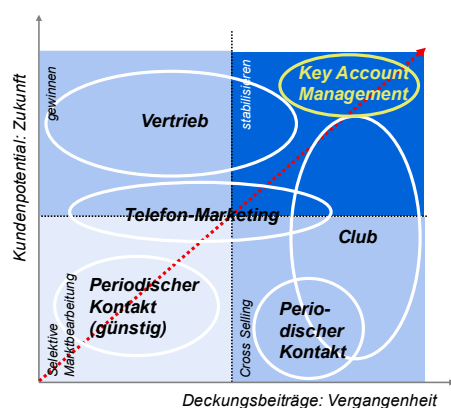 Kundenpotential: Zukunft
gewinnen
stabilisieren
Key Account
Management
Vertrieb
Telefon-Marketing
Club
Selektive
Marktbearbeitung
Periodischer
Kontakt
(günstig)
Cross Selling
Perio-
discher
Kontakt
Deckungsbeiträge: Vergangenheit